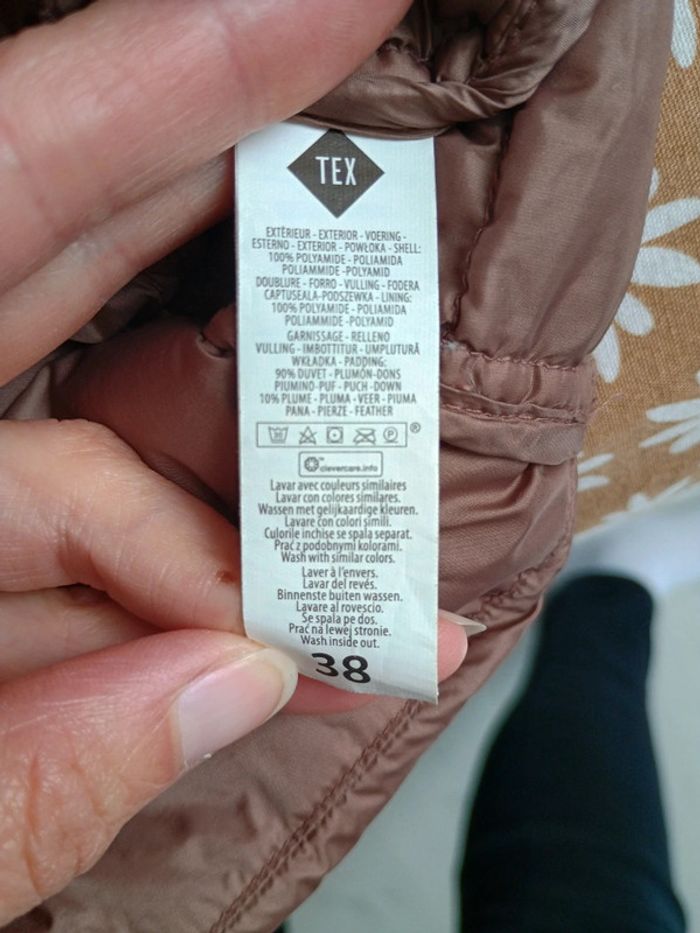 TEX
EXTÉRIEUR - EXTERIOR - VOERING -
ESTERNO - EXTERIOR - POWŁOKA - SHELL:
100% POLYAMIDE - POLIAMIDA
POLIAMMIDE -POLYAMID
DOUBLURE - FORRO - VULLING - FODERA
CAPTUSEALA-PODSZEWKA - LINING:
100% POLYAMIDE - POLIAMIDA
POLIAMMIDE -POLYAMID
GARNISSAGE - RELLENO
VULLING - IMBOTTITUR - UMPLUTURĂ
WKŁADKA - PADDING:
90% DUVET - PLUMÓN-DONS
PIUMINO-PUF - PUCH -DOWN
10% PLUME - PLUMA - VEER - PIUMA
PANA - PIERZE - FEATHER
30 P ®
clevercare.info
Laver avec couleurs similaires
Lavar con colores similares.
Wassen met gelijkaardige kleuren.
Lavare con colori simili.
Culorile inchise se spala separat.
Prać z podobnymi kolorami.
Wash with similar colors.
Laver à l'envers.
Lavar del revés.
Binnenste buiten wassen.
Lavare al rovescio.
Se spala pe dos.
Prać na lewej stronie.
Wash inside out.
38